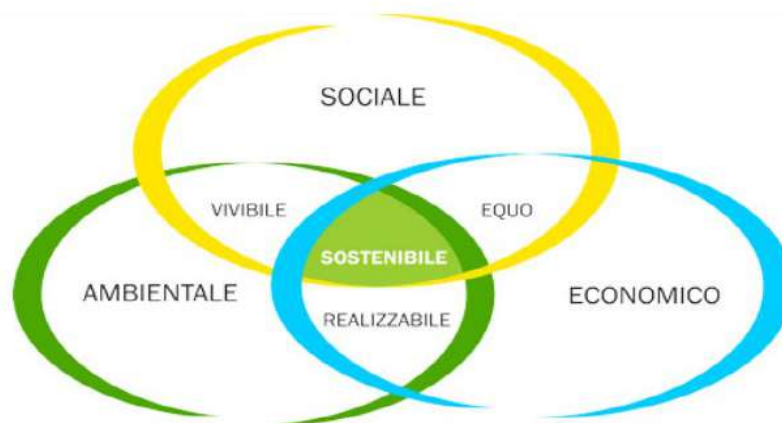 SOCIALE
VIVIBILE
EQUO
SOSTENIBILE
AMBIENTALE
ECONOMICO
REALIZZABILE